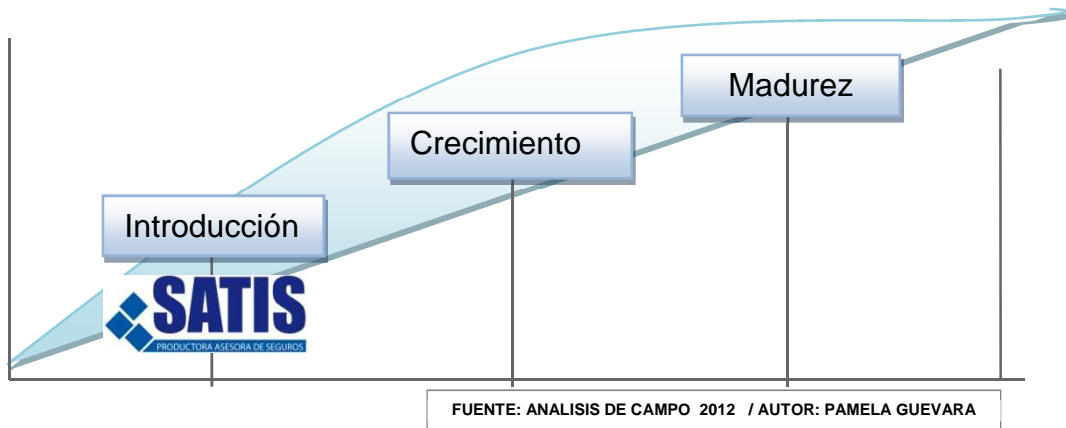 Madurez
Crecimiento
Introducción
SATIS
PRODUCTORA ASESORA DE SEGUROS
FUENTE: ANALISIS DE CAMPO 2012 / AUTOR: PAMELA GUEVARA